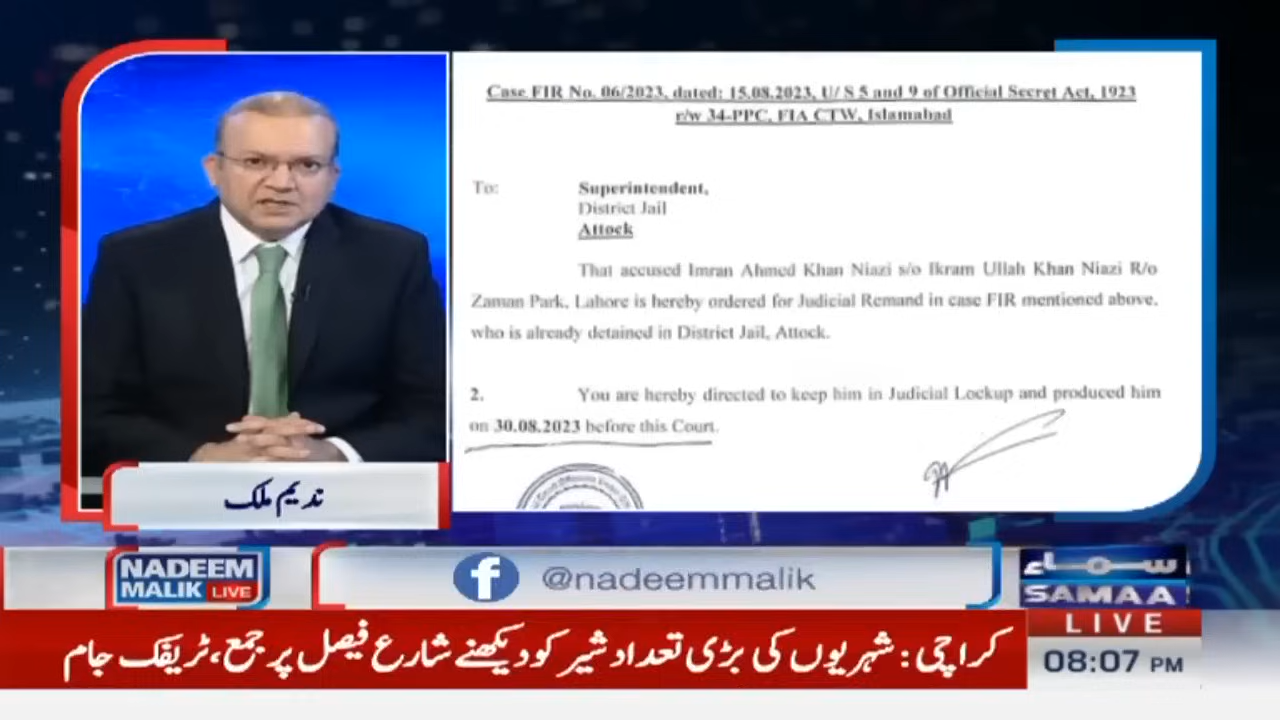 Case FIR No. 06/2023, dated: 15.08.2023, U/ S 5 and 9 of Official Secret Act, 1923
r/w 34-PPC, FIA CTW, Islamabad
To:
Superintendent,
District Jail
Attock
That accused Imran Ahmed Khan Niazi s/o Ikram Ullah Khan Niazi R/o
Zaman Park, Lahore is hereby ordered for Judicial Remand in case FIR mentioned above,
who is already detained in District Jail, Attock.
2. You are hereby directed to keep him in Judicial Lockup and produced him
on 30.08.2023 before this Court.
ندیم ملک
NADEEM
MALIK LIVE
@nadeemmalik
سماء
SAMAA
LIVE
08:07 PM
کراچی: شہریوں کی بڑی تعداد شیر کو دیکھنے شارع فیصل پر جمع، ٹریفک جام